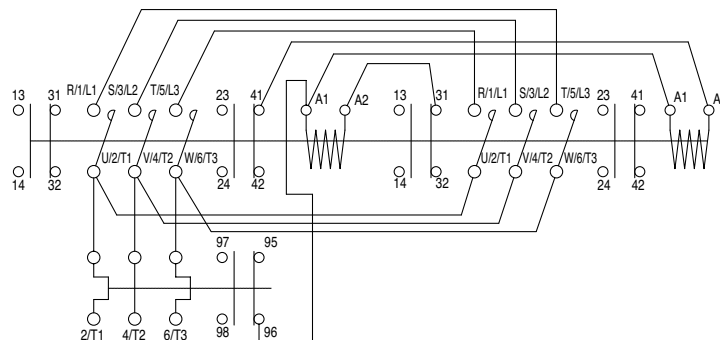 13 31 R/1/L1 S/3/L2 T/5/L3 23 41 A1 A2 13 31 R/1/L1 S/3/L2 T/5/L3 23 41 A1 A
14 32 U/2/T1 V/4/T2 W/6/T3 24 42 14 32 U/2/T1 V/4/T2 W/6/T3 24 42
97 95
2/T1 4/T2 6/T3 98 96